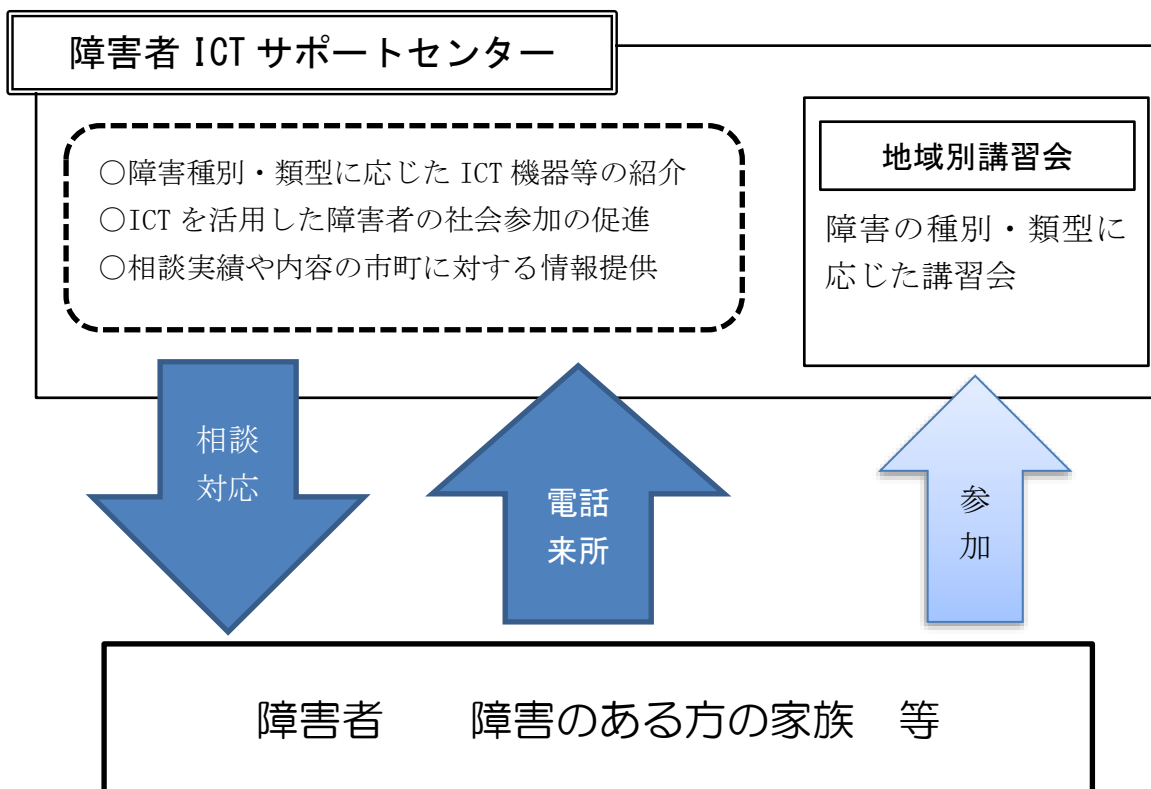 障害者 ICT サポートセンター
○障害種別・類型に応じた ICT 機器等の紹介
○ICT を活用した障害者の社会参加の促進
○相談実績や内容の市町に対する情報提供
地域別講習会
障害の種別・類型に
応じた講習会
相談
対応
電話
来所
参
加
障害者　　障害のある方の家族　等